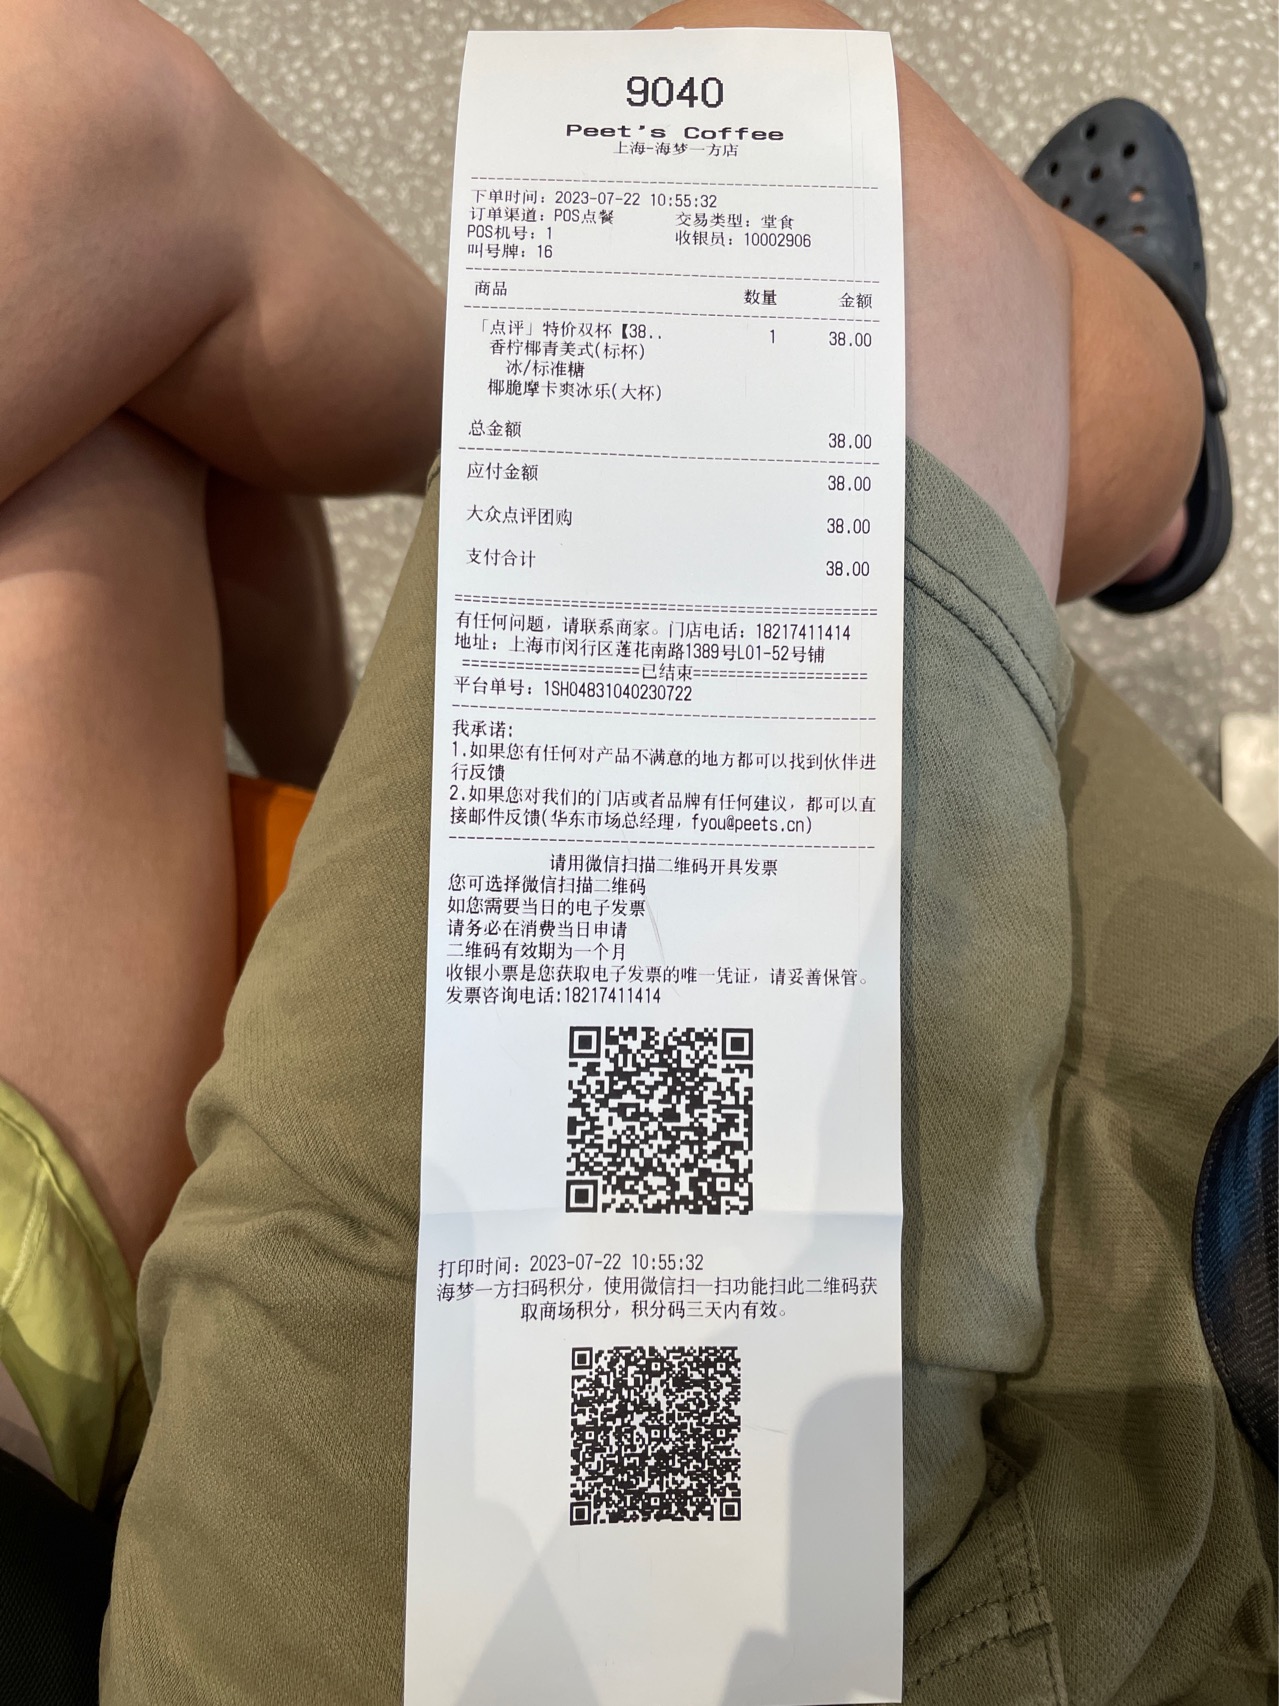 9040
Peet's Coffee
上海-海梦一方店
下单时间：2023-07-22 10:55:32
订单渠道：POS点餐 交易类型：堂食
POS机号：1 收银员：10002906
叫号牌：16
商品 数量 金额
「点评」特价双杯【38.. 1 38.00
香柠椰青美式(标杯)
冰/标准糖
椰脆摩卡爽冰乐(大杯)
总金额 38.00
应付金额 38.00
大众点评团购 38.00
支付合计 38.00
有任何问题，请联系商家。门店电话：18217411414
地址：上海市闵行区莲花南路1389号L01-52号铺
====================已结束====================
平台单号：1SH04831040230722
我承诺:
1.如果您有任何对产品不满意的地方都可以找到伙伴进
行反馈
2.如果您对我们的门店或者品牌有任何建议，都可以直
接邮件反馈(华东市场总经理，fyou@peets.cn)
请用微信扫描二维码开具发票
您可选择微信扫描二维码
如您需要当日的电子发票
请务必在消费当日申请
二维码有效期为一个月
收银小票是您获取电子发票的唯一凭证，请妥善保管。
发票咨询电话:18217411414
打印时间：2023-07-22 10:55:32
海梦一方扫码积分，使用微信扫一扫功能扫此二维码获
取商场积分，积分码三天内有效。